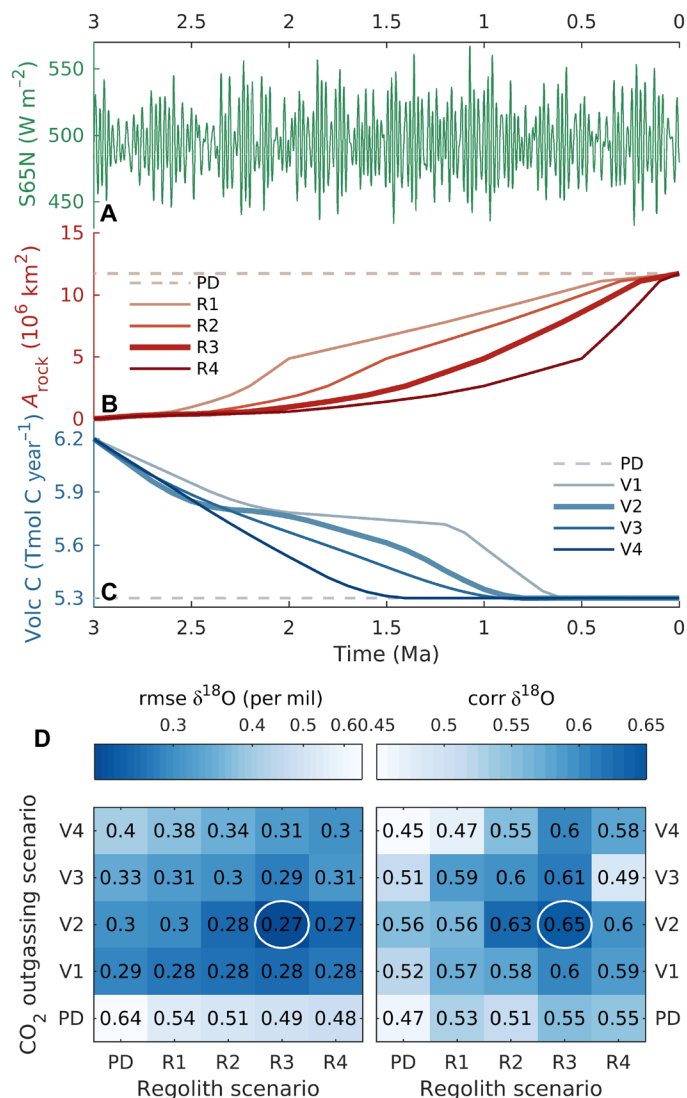 3 2.5 2 1.5 1 0.5 0
S65N (W m⁻²)
550
500
450
A
A_rock (10⁶ km²)
15
10
5
0
PD
R1
R2
R3
R4
B
Volc C (Tmol C year⁻¹)
6.2
5.9
5.6
5.3
PD
V1
V2
V3
V4
C
3 2.5 2 1.5 1 0.5 0
Time (Ma)
D
rmse δ¹⁸O (per mil)
0.3 0.4 0.5 0.60
corr δ¹⁸O
0.45 0.5 0.55 0.6 0.65
CO₂ outgassing scenario
V4 0.4 0.38 0.34 0.31 0.3
V3 0.33 0.31 0.3 0.29 0.31
V2 0.3 0.3 0.28 0.27 0.27
V1 0.29 0.28 0.28 0.28 0.28
PD 0.64 0.54 0.51 0.49 0.48
PD R1 R2 R3 R4
Regolith scenario
0.45 0.47 0.55 0.6 0.58 V4
0.51 0.59 0.6 0.61 0.49 V3
0.56 0.56 0.63 0.65 0.6 V2
0.52 0.57 0.58 0.6 0.59 V1
0.47 0.53 0.51 0.55 0.55 PD
PD R1 R2 R3 R4
Regolith scenario